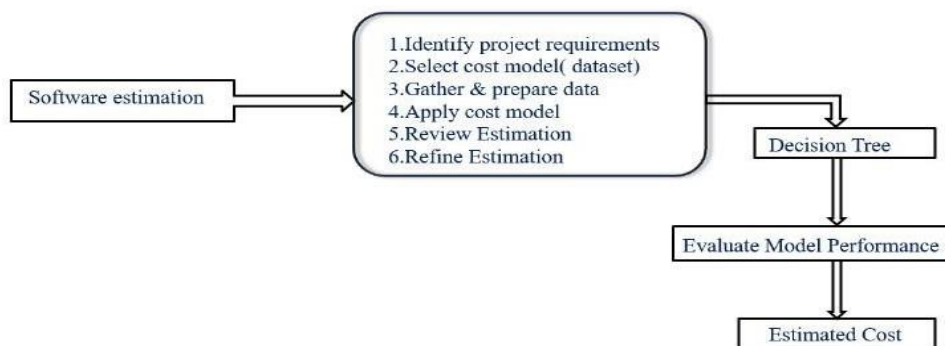 Software estimation
1.Identify project requirements
2.Select cost model( dataset)
3.Gather & prepare data
4.Apply cost model
5.Review Estimation
6.Refine Estimation
Decision Tree
Evaluate Model Performance
Estimated Cost